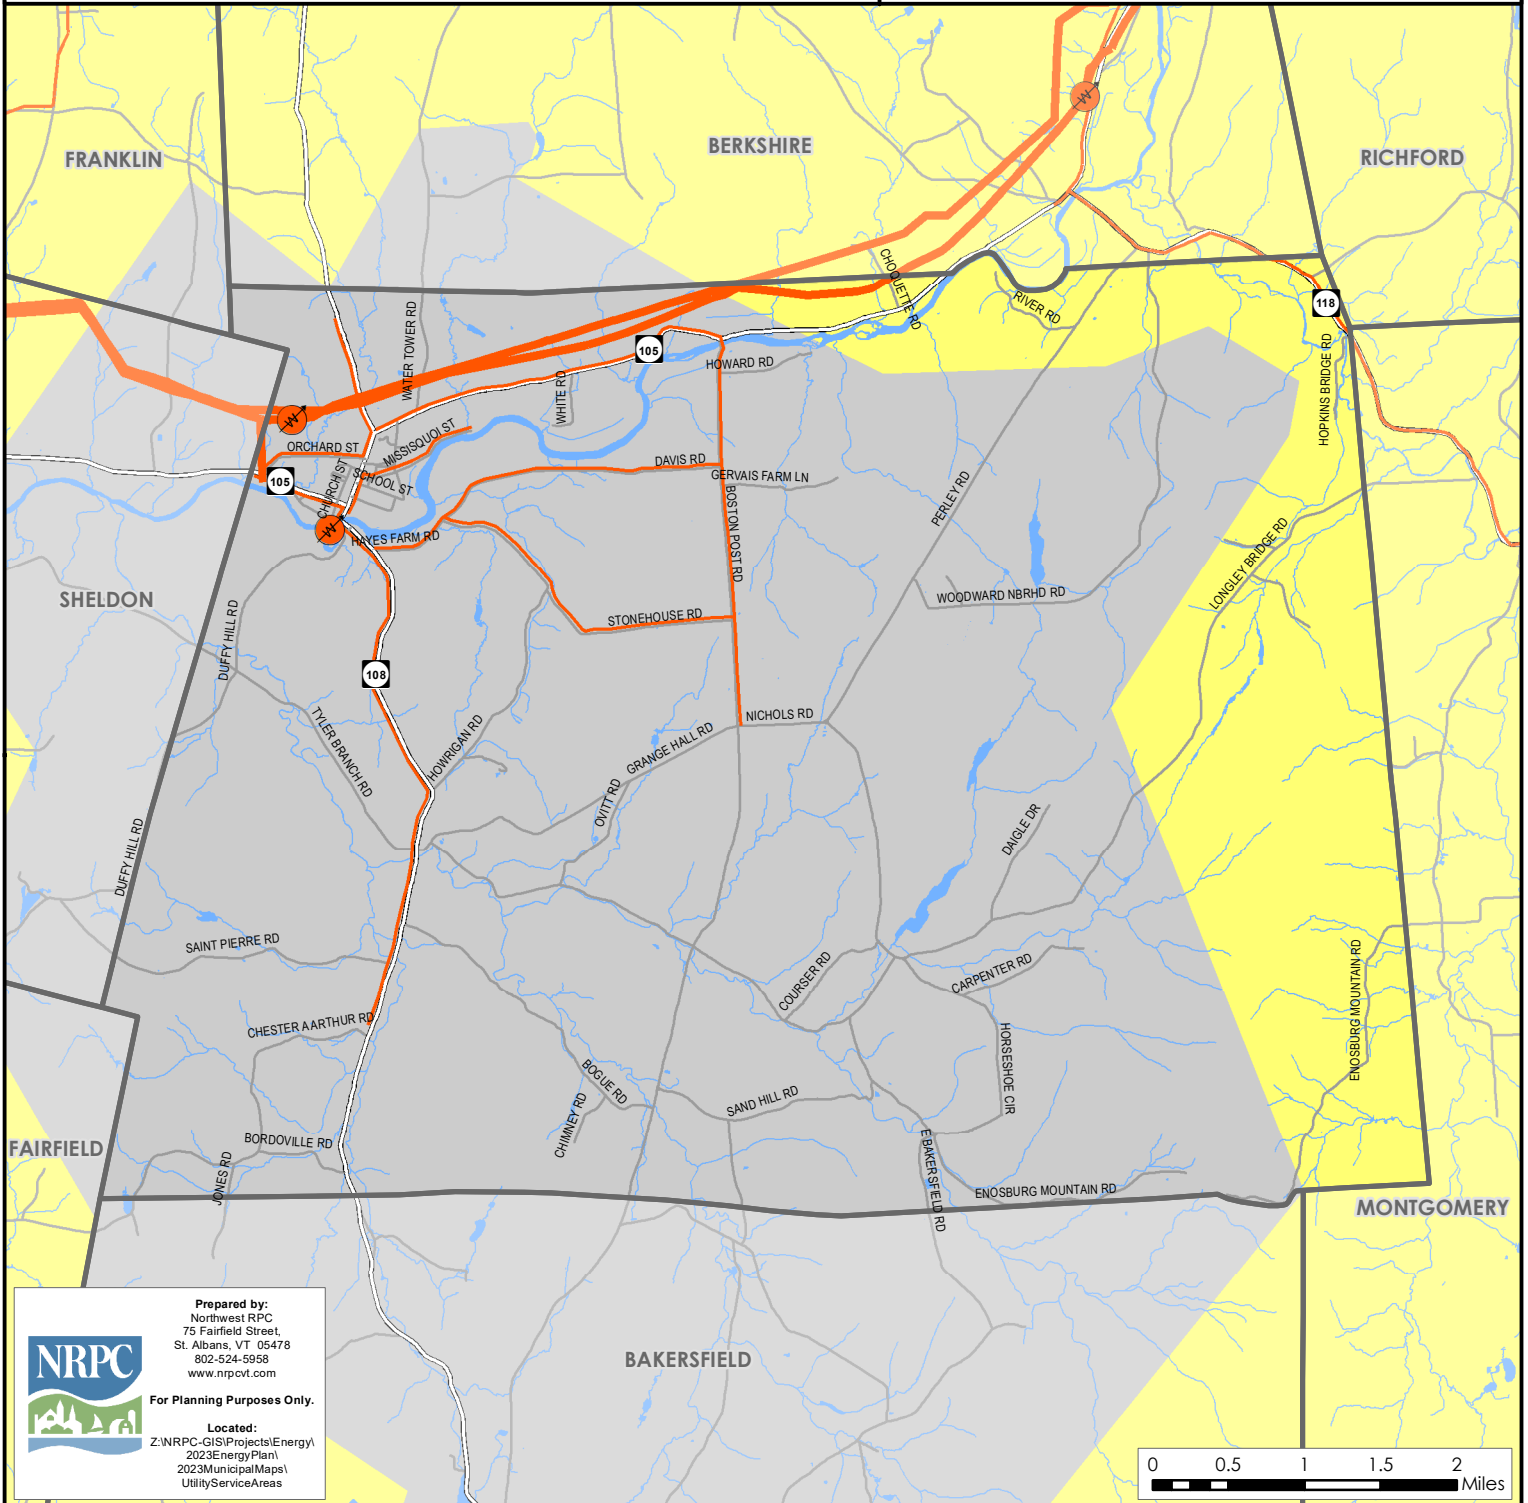 FRANKLIN
BERKSHIRE
RICHFORD
CHOQUETTE RD
RIVER RD
118
WATER TOWER RD
105
HOWARD RD
WHITE RD
HOPKINS BRIDGE RD
W
W
ORCHARD ST
MISSISQUOI ST
SCHOOL ST
CHURCH ST
105
W
HAYES FARM RD
DAVIS RD
GERVAIS FARM LN
BOSTON POST RD
PERLEY RD
WOODWARD NBRHD RD
LONGLEY BRIDGE RD
SHELDON
DUFFY HILL RD
STONEHOUSE RD
108
TYLER BRANCH RD
HOWRIGAN RD
NICHOLS RD
GRANGE HALL RD
OVITT RD
DAIGLE DR
DUFFY HILL RD
SAINT PIERRE RD
COURSER RD
CARPENTER RD
ENOSBURG MOUNTAIN RD
CHESTER A ARTHUR RD
HORSESHOE CIR
BOGUE RD
CHIMNEY RD
SAND HILL RD
FAIRFIELD
BORDOVILLE RD
JONES RD
E BAKERSFIELD RD
ENOSBURG MOUNTAIN RD
MONTGOMERY
BAKERSFIELD
NRPC
Prepared by:
Northwest RPC
75 Fairfield Street,
St. Albans, VT 05478
802-524-5958
www.nrpcvt.com
For Planning Purposes Only.
Located:
Z:\NRPC-GIS\Projects\Energy\
2023EnergyPlan\
2023MunicipalMaps\
UtilityServiceAreas
0 0.5 1 1.5 2
Miles